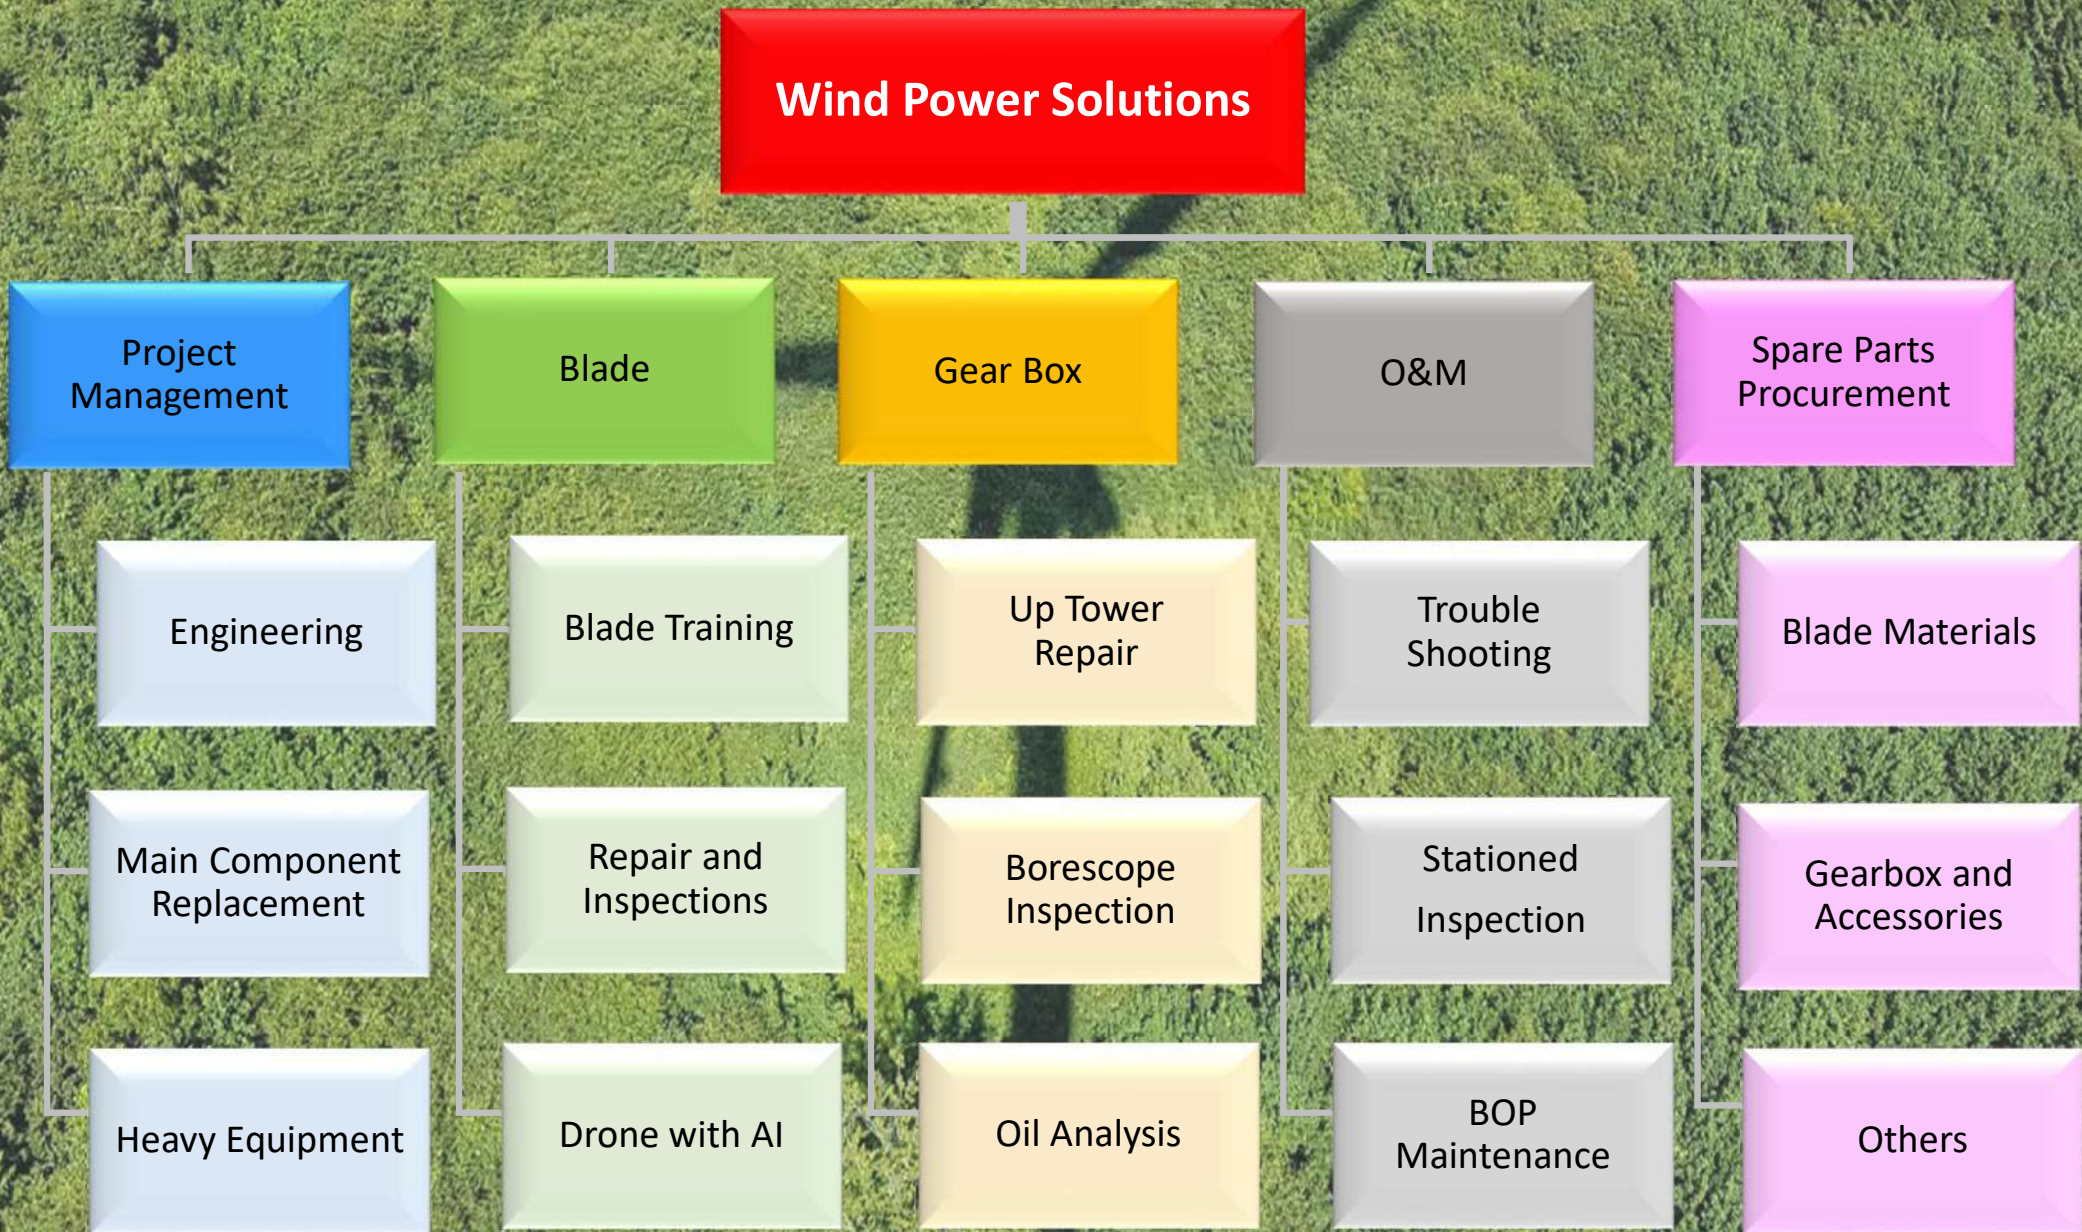 Wind Power Solutions
Project
Management
Blade
Gear Box
O&M
Spare Parts
Procurement
Engineering
Blade Training
Up Tower
Repair
Trouble
Shooting
Blade Materials
Main Component
Replacement
Repair and
Inspections
Borescope
Inspection
Stationed
Inspection
Gearbox and
Accessories
Heavy Equipment
Drone with AI
Oil Analysis
BOP
Maintenance
Others